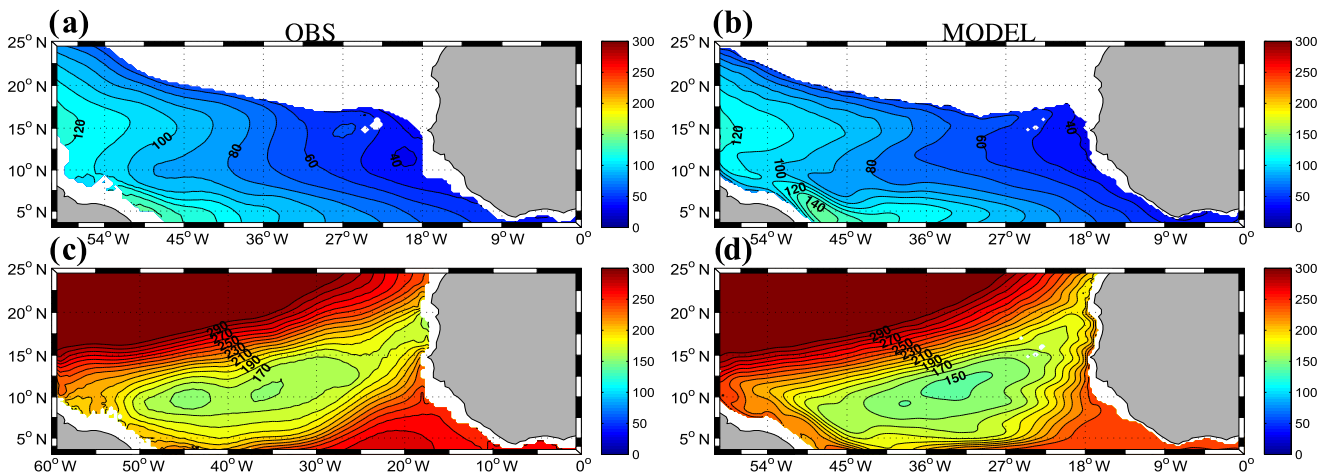 (a) OBS (b) MODEL
25° N 300 25° N 300
250 250
20° N 20° N
200 200
15° N 120 100 80 60 40 150 15° N 120 100 80 60 40 150
10° N 100 10° N 120 140 100
5° N 50 5° N 50
0 0
54°W 45°W 36°W 27°W 18°W 9°W 0° 54°W 45°W 36°W 27°W 18°W 9°W 0°
(c) (d)
25° N 300 25° N 300
250 250
20° N 290 20° N 290
200 200
15° N 190 170 150 15° N 170 150 150
10° N 100 10° N 100
5° N 50 5° N 50
0 0
60°W 50°W 40°W 30°W 20°W 10°W 0° 54°W 45°W 36°W 27°W 18°W 9°W 0°